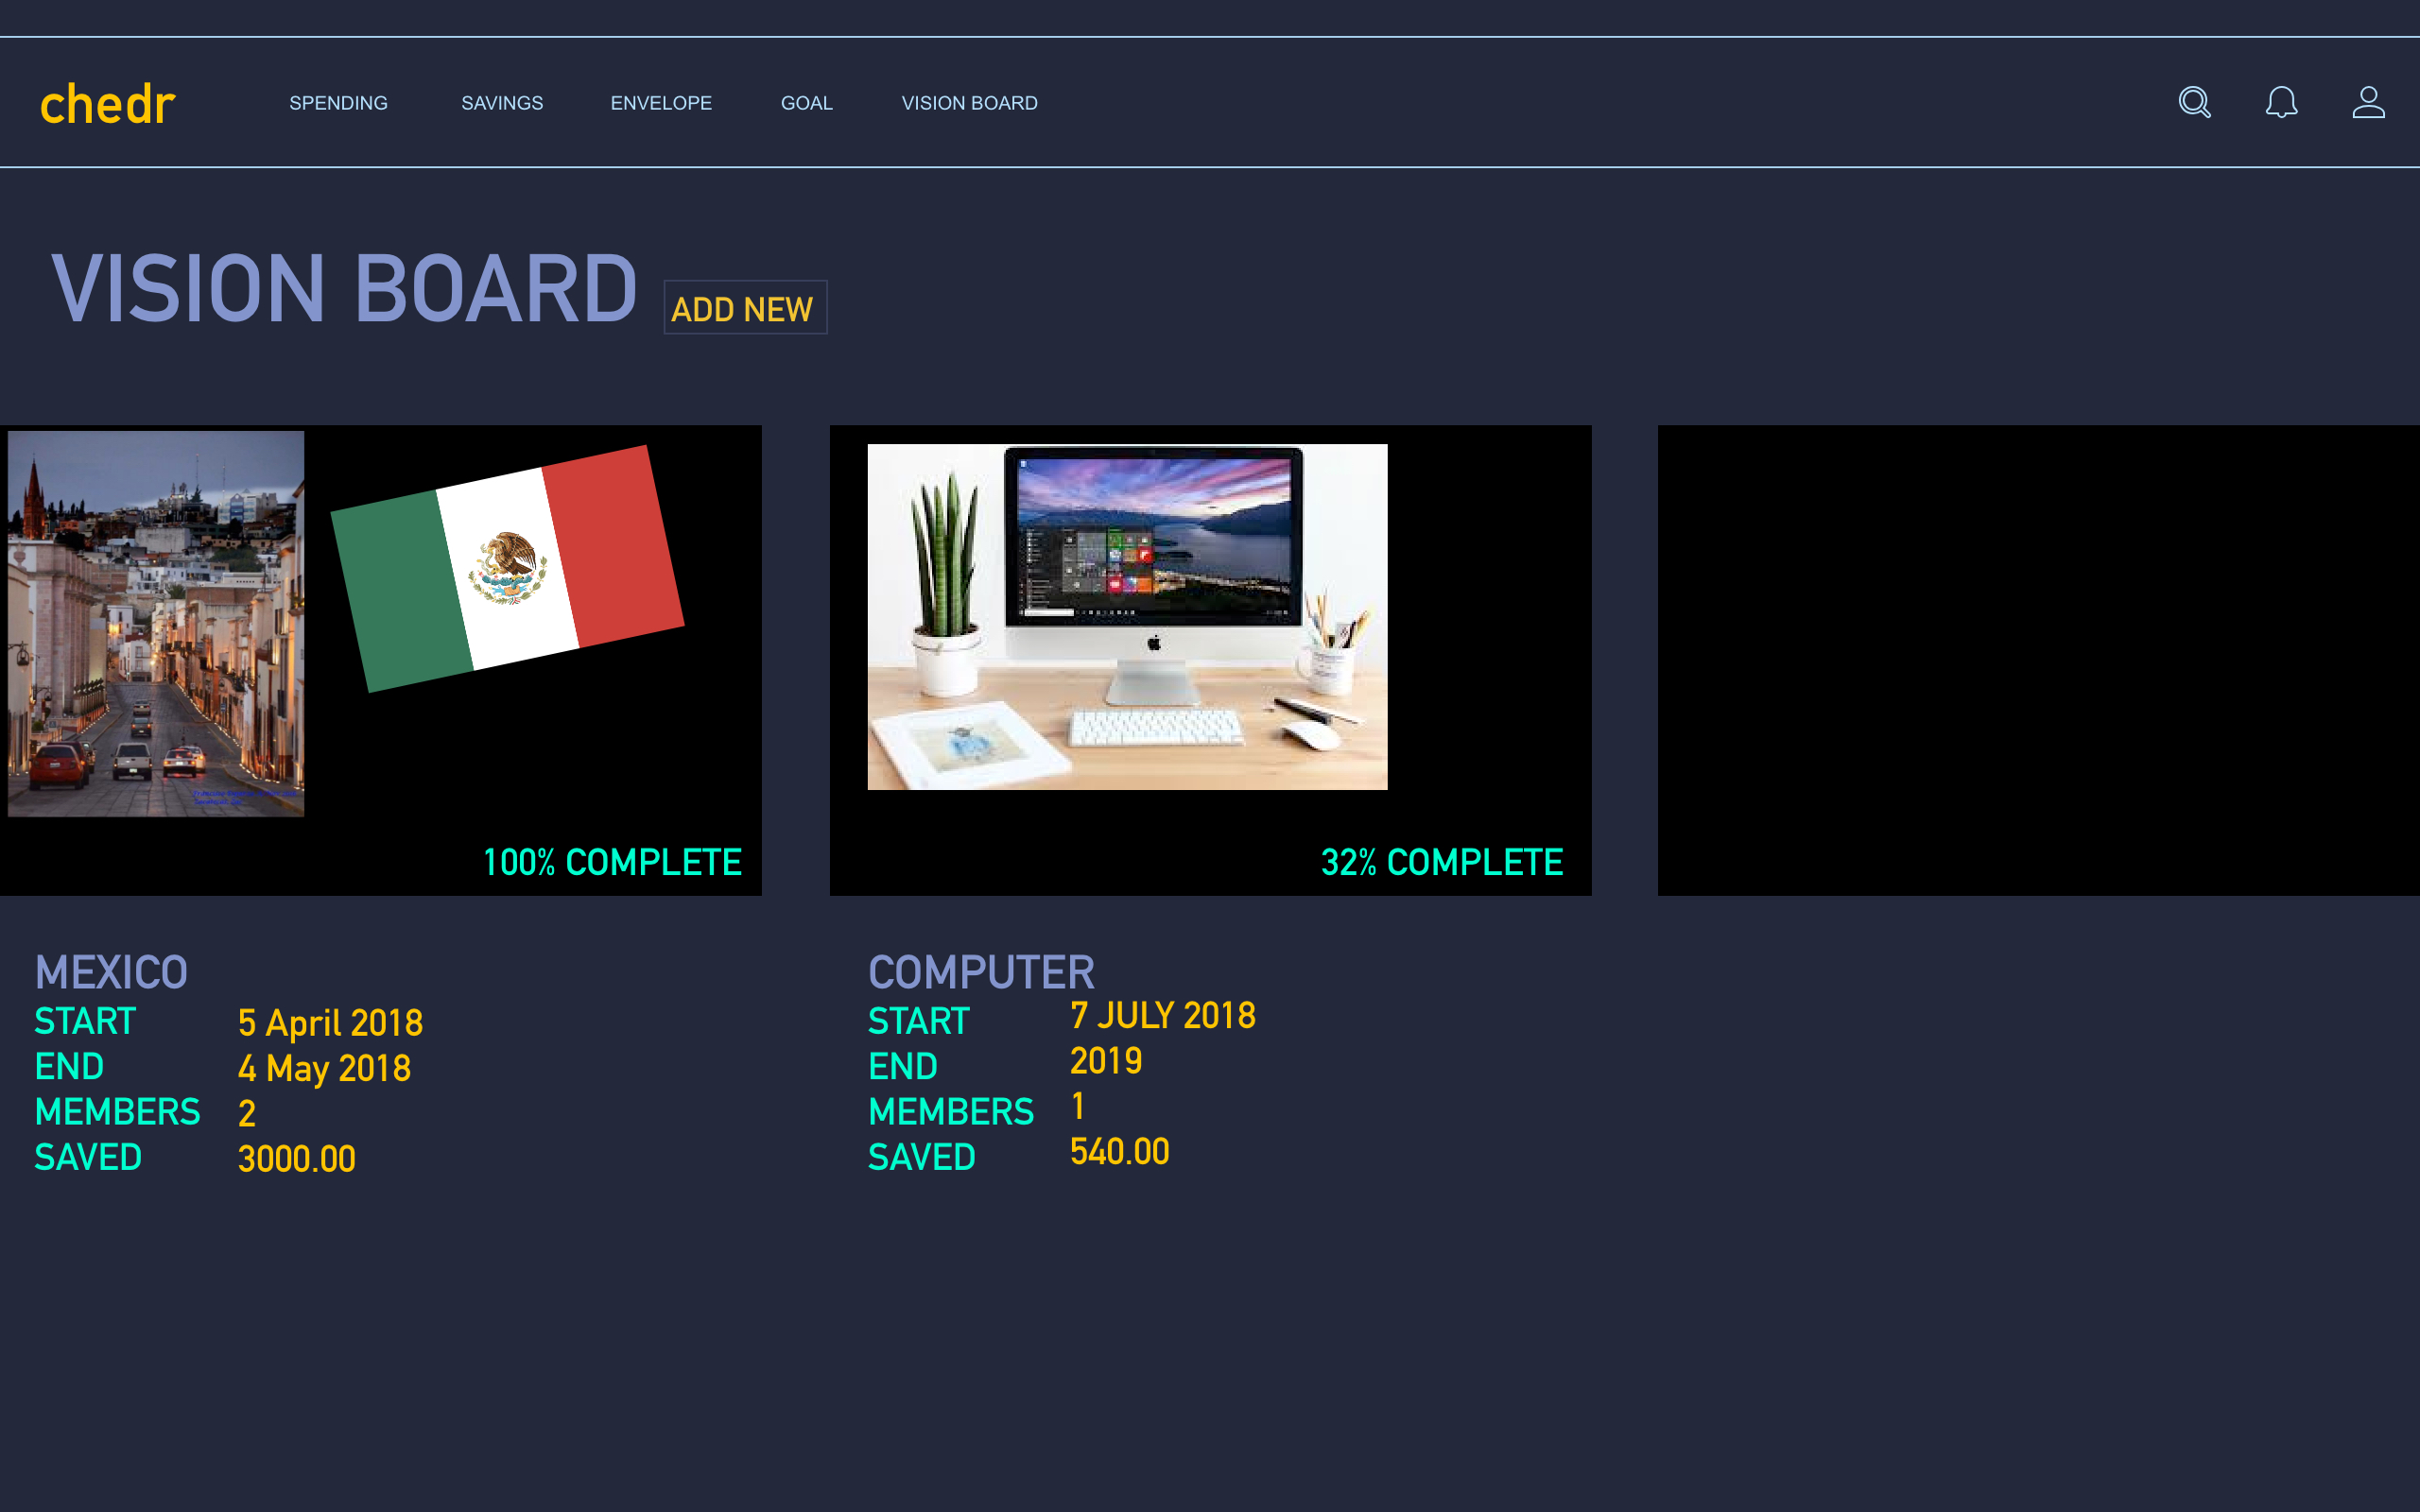 chedr SPENDING SAVINGS ENVELOPE GOAL VISION BOARD
VISION BOARD ADD NEW
100% COMPLETE
32% COMPLETE
MEXICO
START 5 April 2018
END 4 May 2018
MEMBERS 2
SAVED 3000.00
COMPUTER
START 7 JULY 2018
END 2019
MEMBERS 1
SAVED 540.00